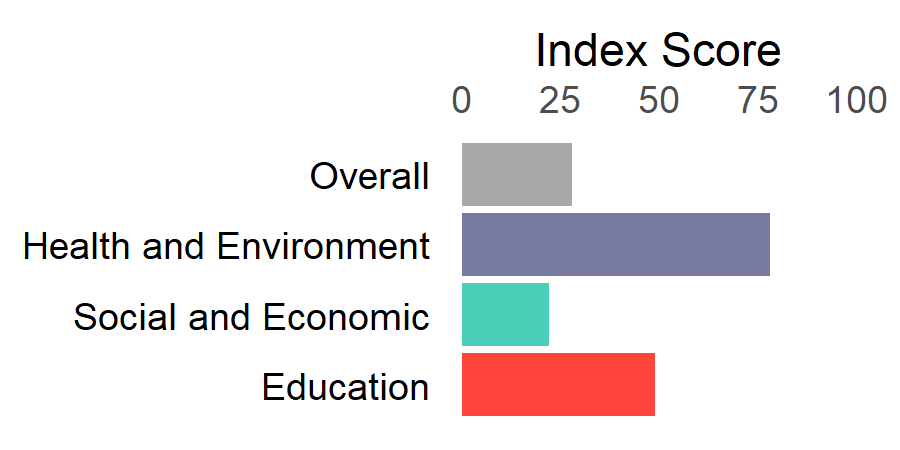 Index Score
0 25 50 75 100
Overall
Health and Environment
Social and Economic
Education